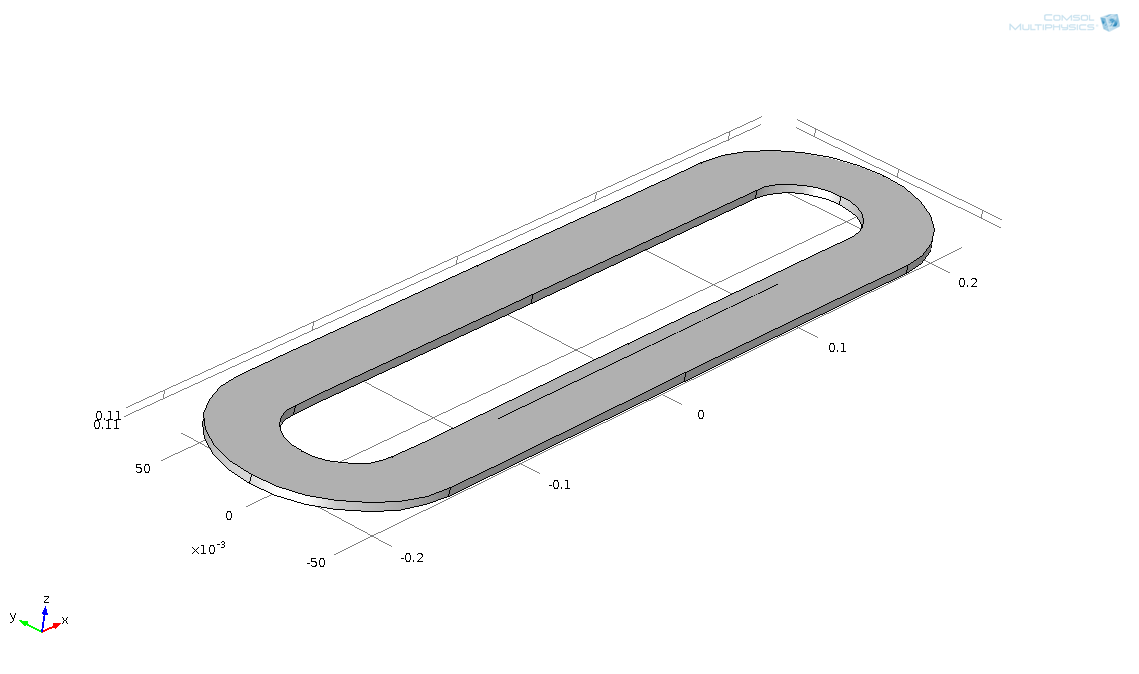 COMSOL
MULTIPHYSICS
0.2
0.1
0.11
0.11
0
50
-0.1
0
×10⁻³
-50
-0.2
z
y
x